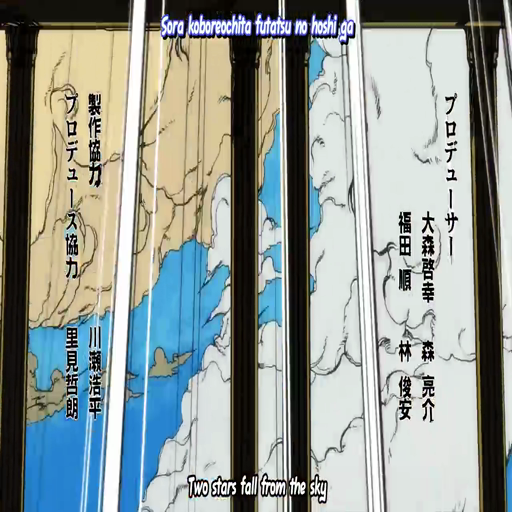 Sora koboreochita futatsu no hoshi ga
プロデューサー
大森啓幸　森　亮介
福田　順　林　俊安
製作協力　川瀬浩平
プロデュース協力　里見哲朗
Two stars fall from the sky